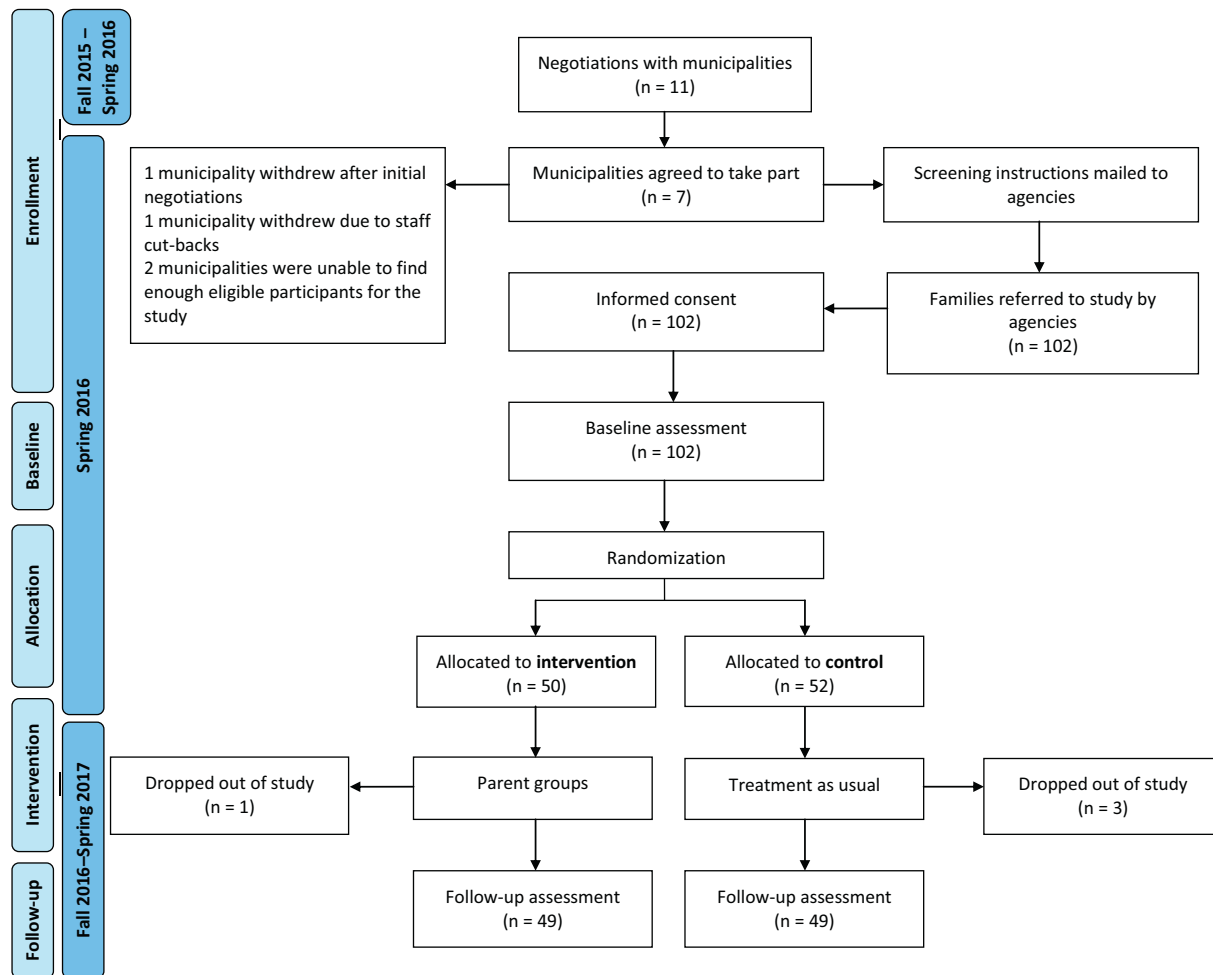 Fall 2015 –
Spring 2016
Enrollment
Negotiations with municipalities
(n = 11)
1 municipality withdrew after initial
negotiations
1 municipality withdrew due to staff
cut-backs
2 municipalities were unable to find
enough eligible participants for the
study
Municipalities agreed to take part
(n = 7)
Screening instructions mailed to
agencies
Informed consent
(n = 102)
Families referred to study by
agencies
(n = 102)
Spring 2016
Baseline
Baseline assessment
(n = 102)
Allocation
Randomization
Allocated to intervention
(n = 50)
Allocated to control
(n = 52)
Intervention
Fall 2016–Spring 2017
Dropped out of study
(n = 1)
Parent groups
Treatment as usual
Dropped out of study
(n = 3)
Follow-up
Follow-up assessment
(n = 49)
Follow-up assessment
(n = 49)